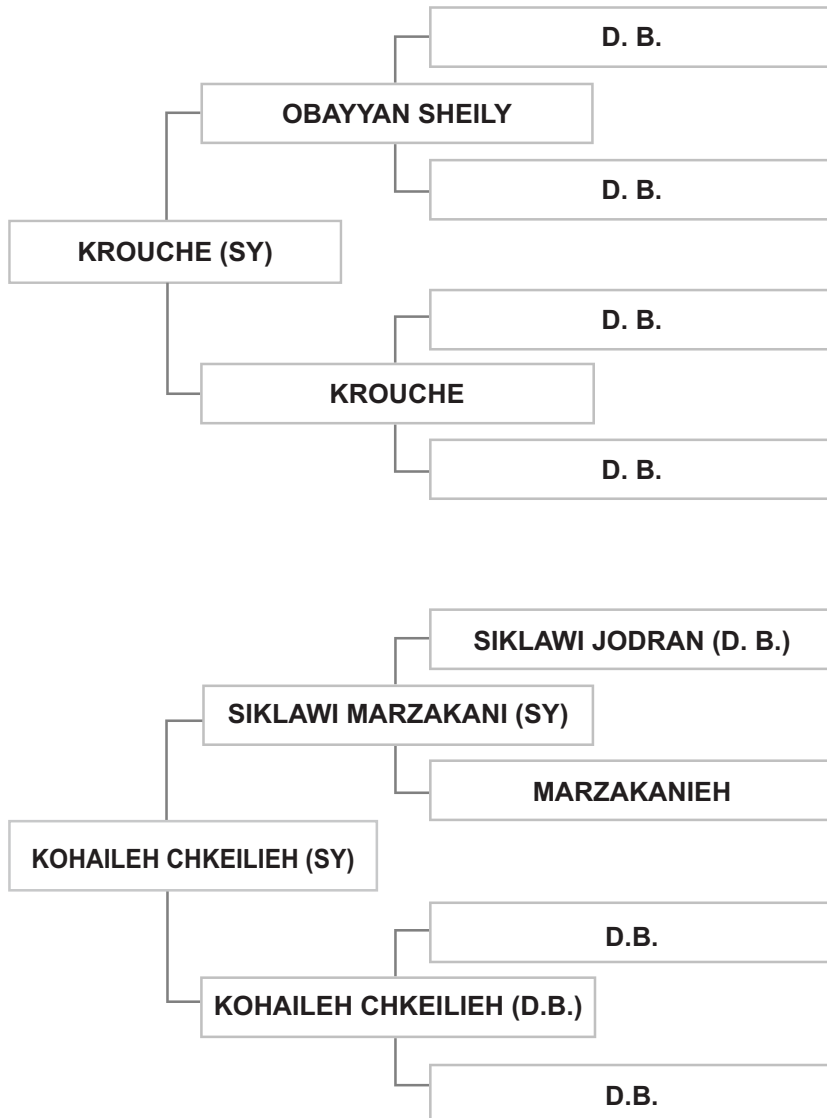 D. B.
OBAYYAN SHEILY
D. B.
KROUCHE (SY)
D. B.
KROUCHE
D. B.
SIKLAWI JODRAN (D. B.)
SIKLAWI MARZAKANI (SY)
MARZAKANIEH
KOHAILEH CHKEILIEH (SY)
D.B.
KOHAILEH CHKEILIEH (D.B.)
D.B.